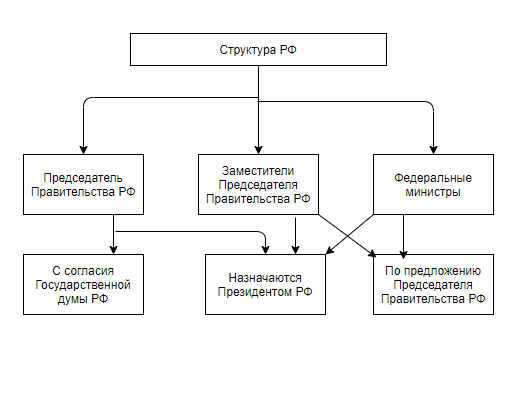 Структура РФ
Председатель
Правительства РФ
Заместители
Председателя
Правительства РФ
Федеральные
министры
С согласия
Государственной
думы РФ
Назначаются
Президентом РФ
По предложению
Председателя
Правительства РФ